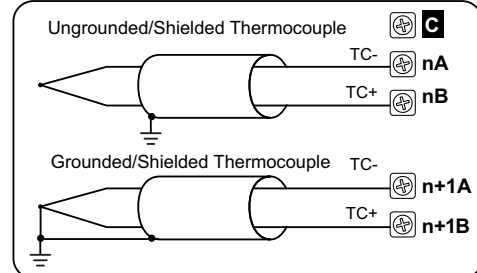 Ungrounded/Shielded Thermocouple C
TC- nA
TC+ nB
Grounded/Shielded Thermocouple
TC- n+1A
TC+ n+1B